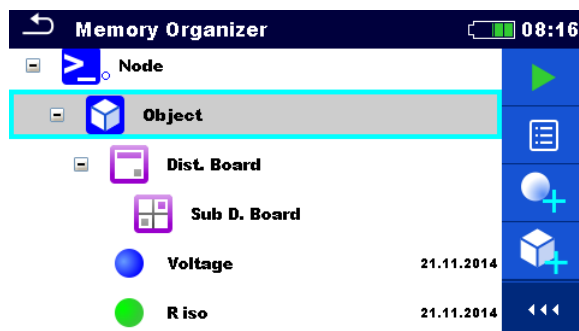 Memory Organizer 08:16
Node
Object
Dist. Board
Sub D. Board
Voltage 21.11.2014
R iso 21.11.2014